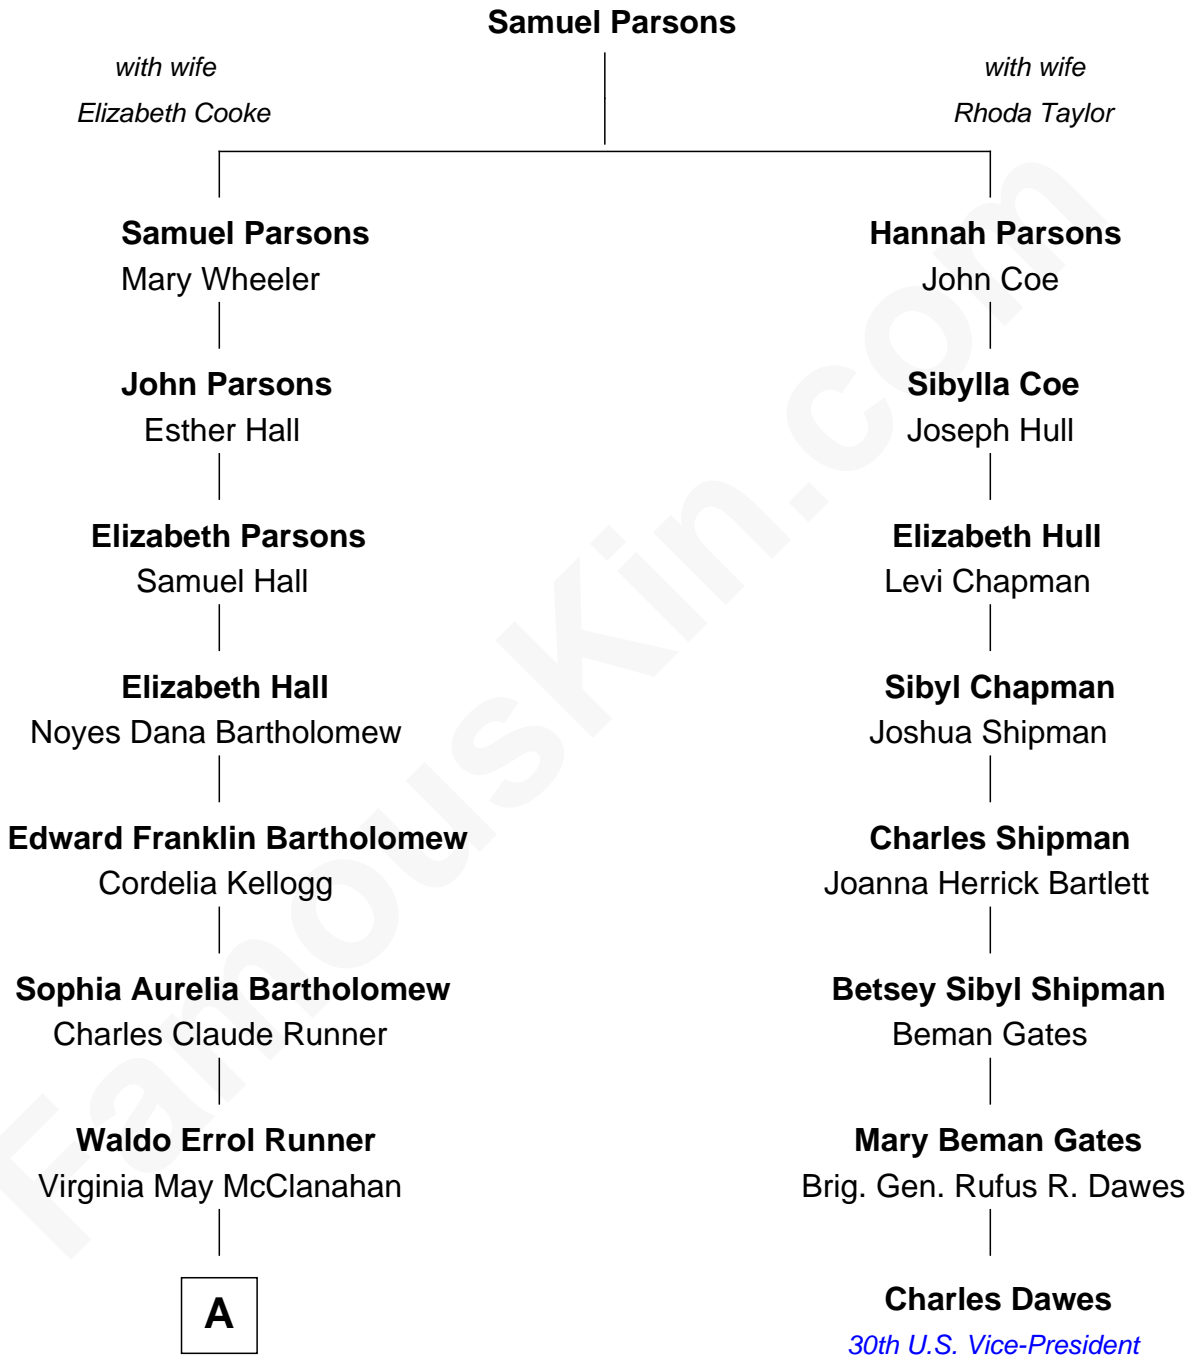 Samuel Parsons
with wife
Elizabeth Cooke
with wife
Rhoda Taylor
Samuel Parsons
Mary Wheeler
Hannah Parsons
John Coe
John Parsons
Esther Hall
Sibylla Coe
Joseph Hull
Elizabeth Parsons
Samuel Hall
Elizabeth Hull
Levi Chapman
Elizabeth Hall
Noyes Dana Bartholomew
Sibyl Chapman
Joshua Shipman
Edward Franklin Bartholomew
Cordelia Kellogg
Charles Shipman
Joanna Herrick Bartlett
Sophia Aurelia Bartholomew
Charles Claude Runner
Betsey Sibyl Shipman
Beman Gates
Waldo Errol Runner
Virginia May McClanahan
Mary Beman Gates
Brig. Gen. Rufus R. Dawes
A
Charles Dawes
30th U.S. Vice-President
FamousKin.com